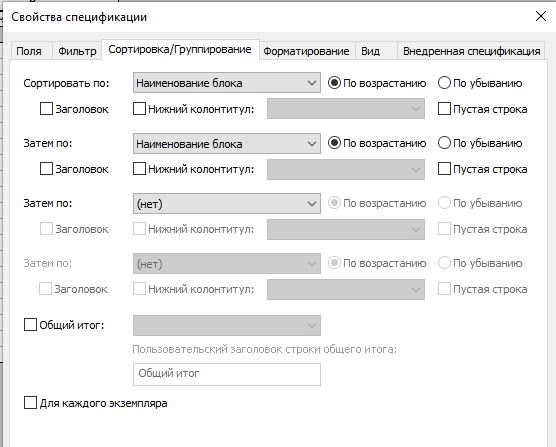 Свойства спецификации
Поля Фильтр Сортировка/Группирование Форматирование Вид Внедренная спецификация
Сортировать по: Наименование блока По возрастанию По убыванию
Заголовок Нижний колонтитул: Пустая строка
Затем по: Наименование блока По возрастанию По убыванию
Заголовок Нижний колонтитул: Пустая строка
Затем по: (нет) По возрастанию По убыванию
Заголовок Нижний колонтитул: Пустая строка
Затем по: (нет) По возрастанию По убыванию
Заголовок Нижний колонтитул: Пустая строка
Общий итог:
Пользовательский заголовок строки общего итога:
Общий итог
Для каждого экземпляра